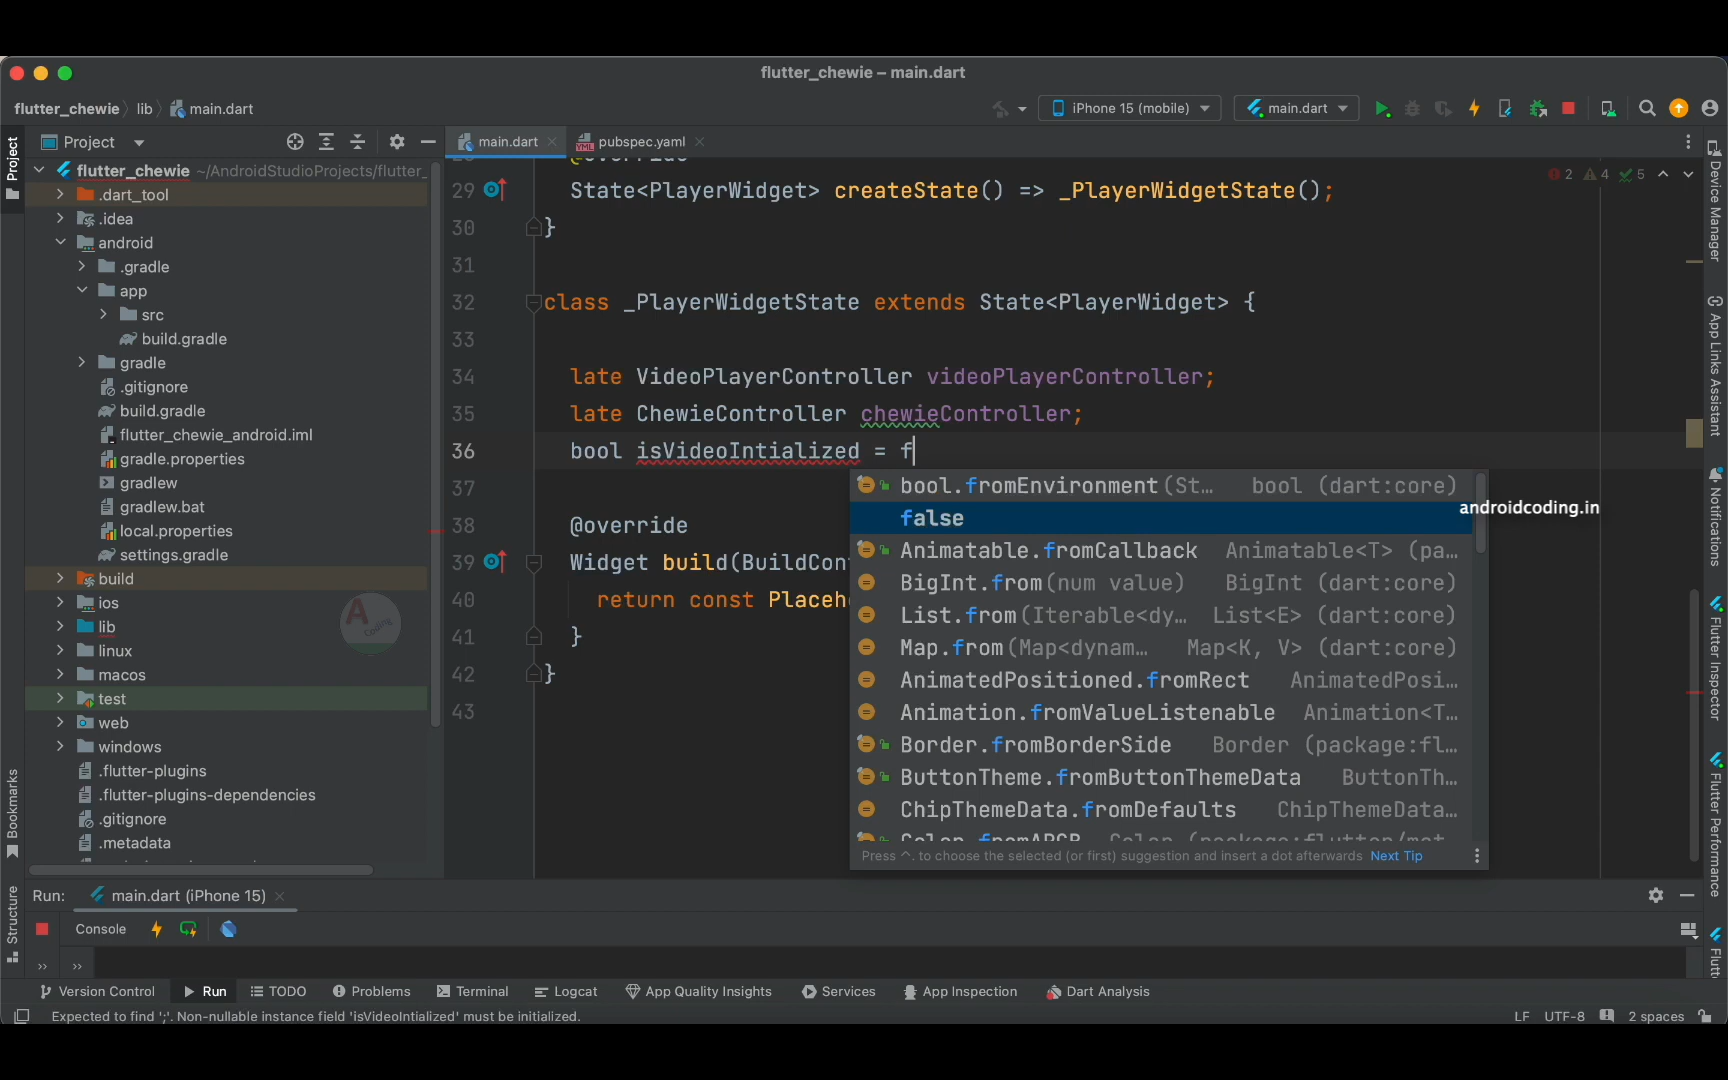 flutter_chewie – main.dart
flutter_chewie lib main.dart
iPhone 15 (mobile) main.dart
Project
main.dart
pubspec.yaml
flutter_chewie ~/AndroidStudioProjects/flutter_
.dart_tool
.idea
android
.gradle
app
src
build.gradle
gradle
.gitignore
build.gradle
flutter_chewie_android.iml
gradle.properties
gradlew
gradlew.bat
local.properties
settings.gradle
build
ios
lib
linux
macos
test
web
windows
.flutter-plugins
.flutter-plugins-dependencies
.gitignore
.metadata
2 4 5
29 State<PlayerWidget> createState() => _PlayerWidgetState();
30 }
31
32 class _PlayerWidgetState extends State<PlayerWidget> {
33
34 late VideoPlayerController videoPlayerController;
35 late ChewieController chewieController;
36 bool isVideoIntialized = f
37
38 @override
39 Widget build(BuildCon
40 return const Placeh
41 }
42 }
43
bool.fromEnvironment(St… bool (dart:core)
false
Animatable.fromCallback Animatable<T> (pa…
BigInt.from(num value) BigInt (dart:core)
List.from(Iterable<dy… List<E> (dart:core)
Map.from(Map<dynam… Map<K, V> (dart:core)
AnimatedPositioned.fromRect AnimatedPosi…
Animation.fromValueListenable Animation<T…
Border.fromBorderSide Border (package:fl…
ButtonTheme.fromButtonThemeData ButtonTh…
ChipThemeData.fromDefaults ChipThemeData…
Press ^. to choose the selected (or first) suggestion and insert a dot afterwards Next Tip
androidcoding.in
A Coding
Project
Bookmarks
Structure
Device Manager
App Links Assistant
Notifications
Flutter Inspector
Flutter Performance
Flutt
Run: main.dart (iPhone 15)
Console
Version Control Run TODO Problems Terminal Logcat App Quality Insights Services App Inspection Dart Analysis
Expected to find ';'. Non-nullable instance field 'isVideoIntialized' must be initialized.
LF UTF-8 2 spaces